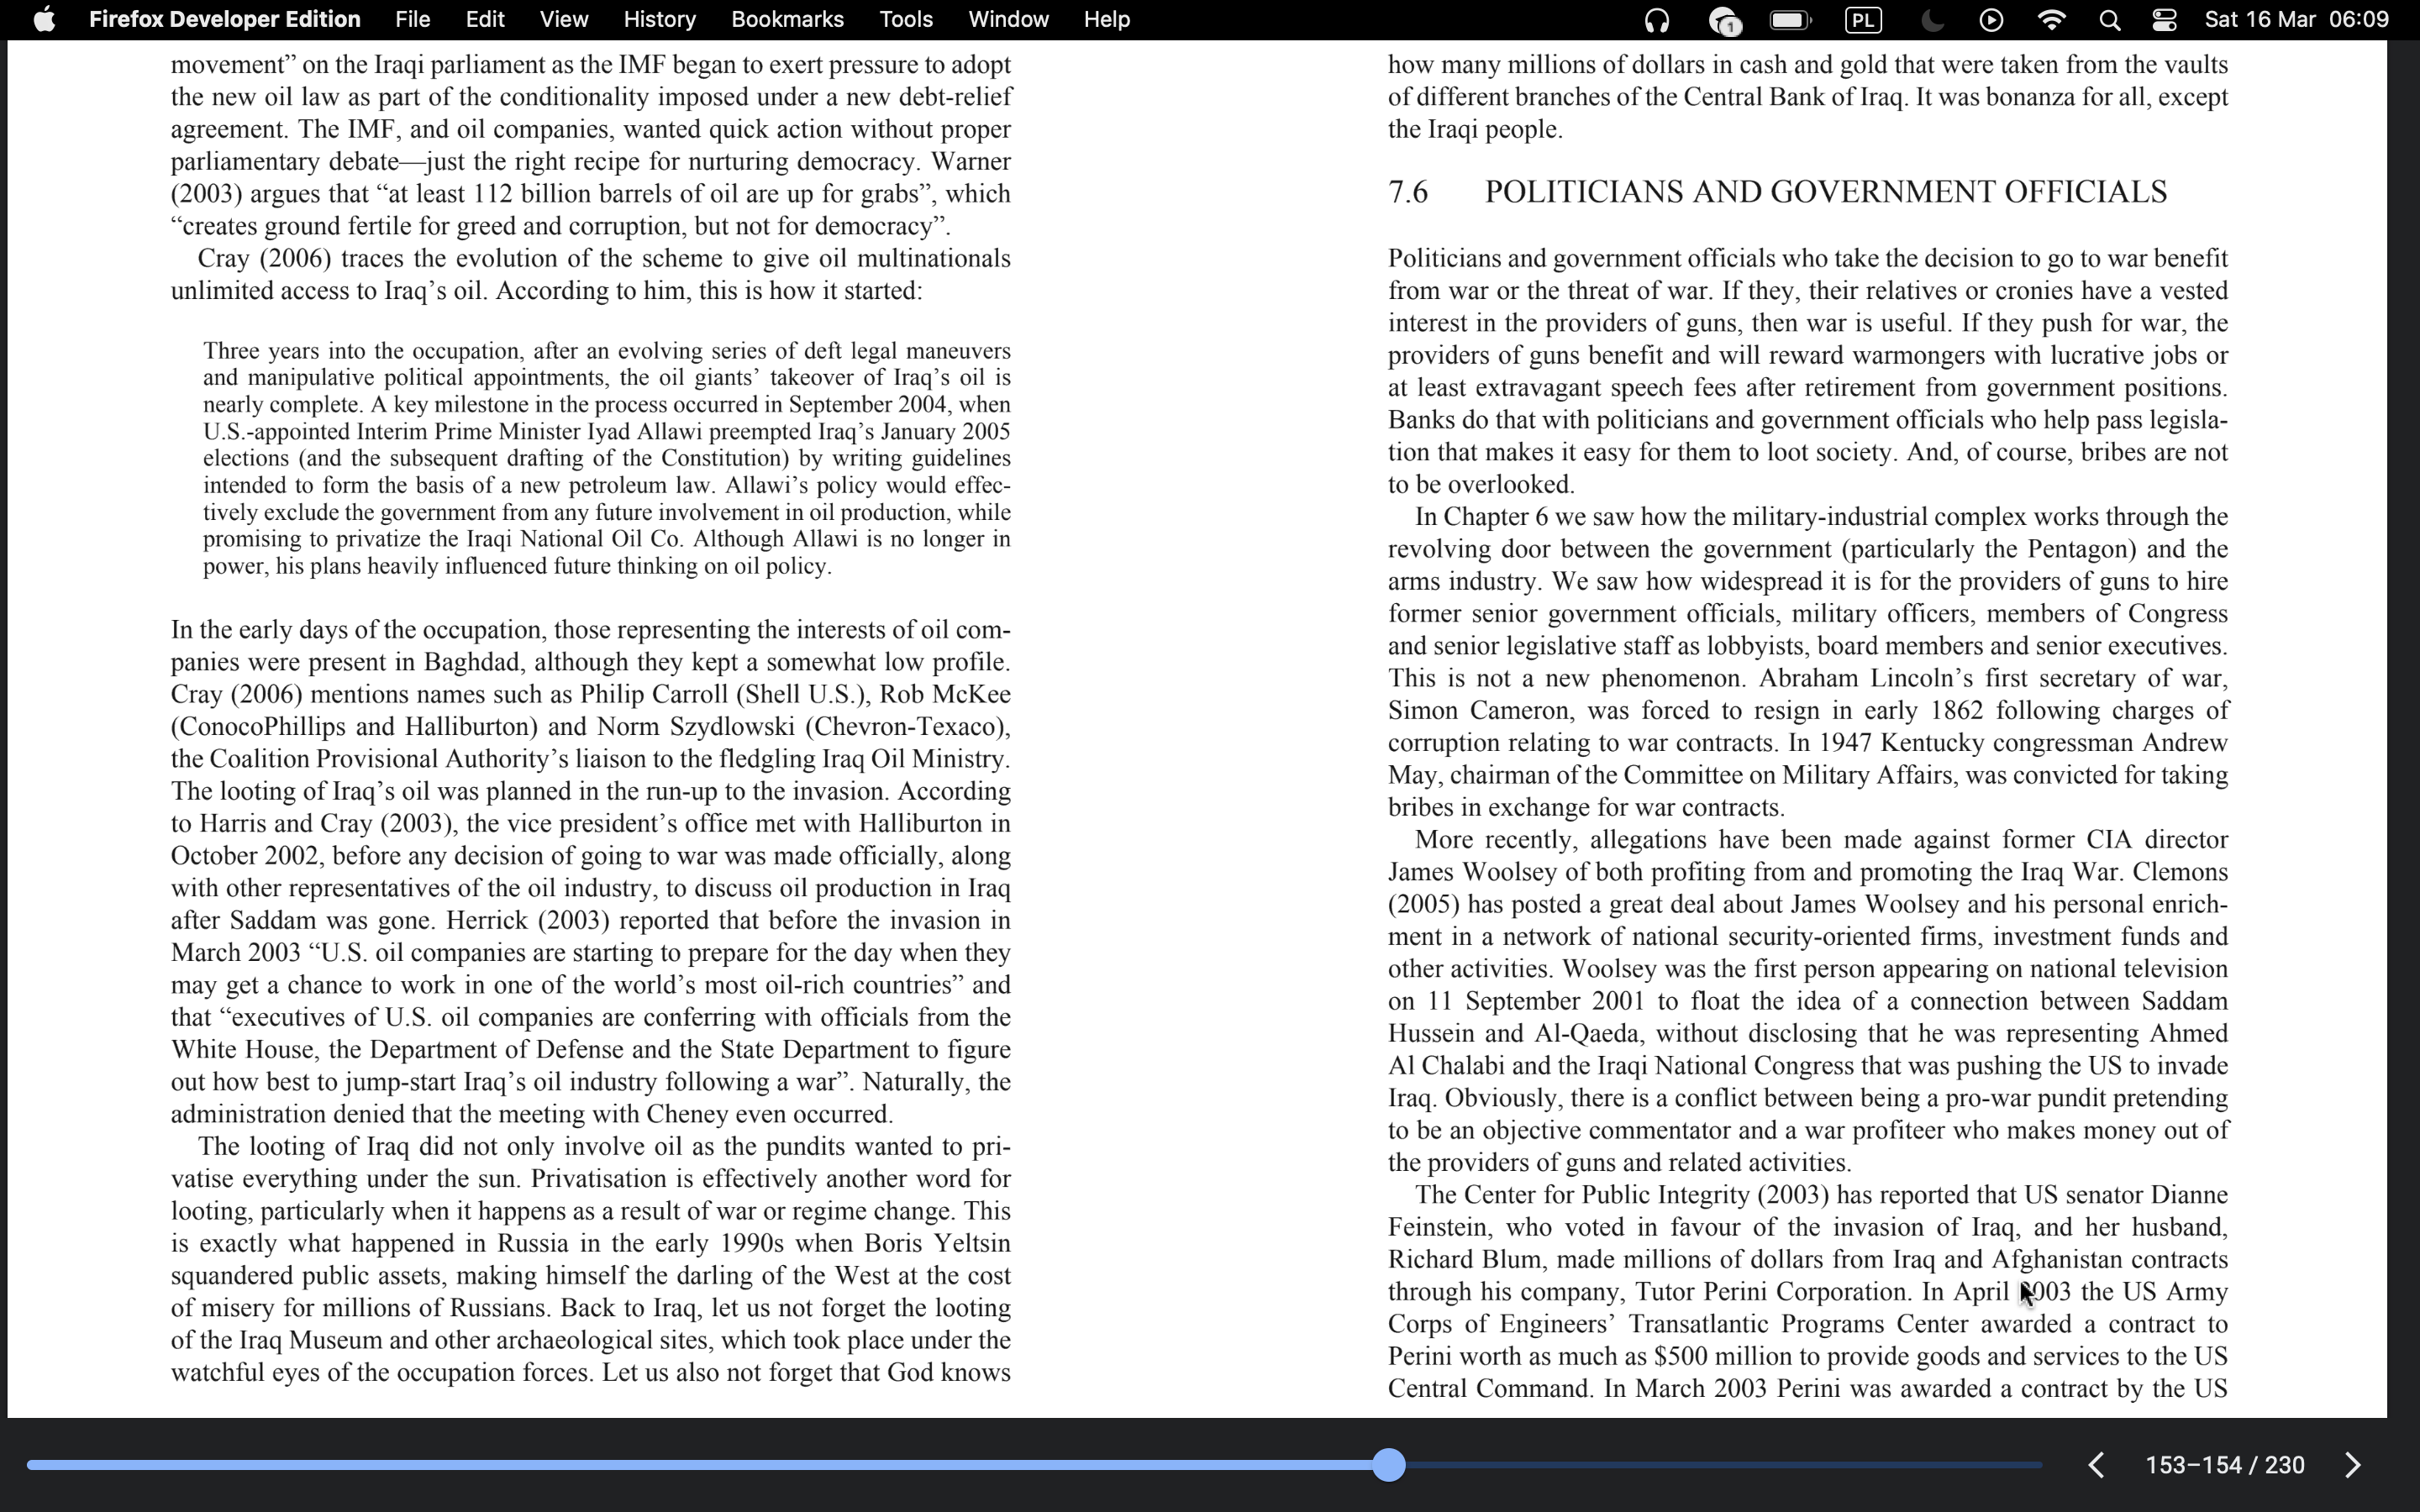 Firefox Developer Edition File Edit View History Bookmarks Tools Window Help 1 PL Sat 16 Mar 06:09
movement” on the Iraqi parliament as the IMF began to exert pressure to adopt
the new oil law as part of the conditionality imposed under a new debt-relief
agreement. The IMF, and oil companies, wanted quick action without proper
parliamentary debate—just the right recipe for nurturing democracy. Warner
(2003) argues that “at least 112 billion barrels of oil are up for grabs”, which
“creates ground fertile for greed and corruption, but not for democracy”.
Cray (2006) traces the evolution of the scheme to give oil multinationals
unlimited access to Iraq’s oil. According to him, this is how it started:
Three years into the occupation, after an evolving series of deft legal maneuvers
and manipulative political appointments, the oil giants’ takeover of Iraq’s oil is
nearly complete. A key milestone in the process occurred in September 2004, when
U.S.-appointed Interim Prime Minister Iyad Allawi preempted Iraq’s January 2005
elections (and the subsequent drafting of the Constitution) by writing guidelines
intended to form the basis of a new petroleum law. Allawi’s policy would effec-
tively exclude the government from any future involvement in oil production, while
promising to privatize the Iraqi National Oil Co. Although Allawi is no longer in
power, his plans heavily influenced future thinking on oil policy.
In the early days of the occupation, those representing the interests of oil com-
panies were present in Baghdad, although they kept a somewhat low profile.
Cray (2006) mentions names such as Philip Carroll (Shell U.S.), Rob McKee
(ConocoPhillips and Halliburton) and Norm Szydlowski (Chevron-Texaco),
the Coalition Provisional Authority’s liaison to the fledgling Iraq Oil Ministry.
The looting of Iraq’s oil was planned in the run-up to the invasion. According
to Harris and Cray (2003), the vice president’s office met with Halliburton in
October 2002, before any decision of going to war was made officially, along
with other representatives of the oil industry, to discuss oil production in Iraq
after Saddam was gone. Herrick (2003) reported that before the invasion in
March 2003 “U.S. oil companies are starting to prepare for the day when they
may get a chance to work in one of the world’s most oil-rich countries” and
that “executives of U.S. oil companies are conferring with officials from the
White House, the Department of Defense and the State Department to figure
out how best to jump-start Iraq’s oil industry following a war”. Naturally, the
administration denied that the meeting with Cheney even occurred.
The looting of Iraq did not only involve oil as the pundits wanted to pri-
vatise everything under the sun. Privatisation is effectively another word for
looting, particularly when it happens as a result of war or regime change. This
is exactly what happened in Russia in the early 1990s when Boris Yeltsin
squandered public assets, making himself the darling of the West at the cost
of misery for millions of Russians. Back to Iraq, let us not forget the looting
of the Iraq Museum and other archaeological sites, which took place under the
watchful eyes of the occupation forces. Let us also not forget that God knows
how many millions of dollars in cash and gold that were taken from the vaults
of different branches of the Central Bank of Iraq. It was bonanza for all, except
the Iraqi people.
7.6 POLITICIANS AND GOVERNMENT OFFICIALS
Politicians and government officials who take the decision to go to war benefit
from war or the threat of war. If they, their relatives or cronies have a vested
interest in the providers of guns, then war is useful. If they push for war, the
providers of guns benefit and will reward warmongers with lucrative jobs or
at least extravagant speech fees after retirement from government positions.
Banks do that with politicians and government officials who help pass legisla-
tion that makes it easy for them to loot society. And, of course, bribes are not
to be overlooked.
In Chapter 6 we saw how the military-industrial complex works through the
revolving door between the government (particularly the Pentagon) and the
arms industry. We saw how widespread it is for the providers of guns to hire
former senior government officials, military officers, members of Congress
and senior legislative staff as lobbyists, board members and senior executives.
This is not a new phenomenon. Abraham Lincoln’s first secretary of war,
Simon Cameron, was forced to resign in early 1862 following charges of
corruption relating to war contracts. In 1947 Kentucky congressman Andrew
May, chairman of the Committee on Military Affairs, was convicted for taking
bribes in exchange for war contracts.
More recently, allegations have been made against former CIA director
James Woolsey of both profiting from and promoting the Iraq War. Clemons
(2005) has posted a great deal about James Woolsey and his personal enrich-
ment in a network of national security-oriented firms, investment funds and
other activities. Woolsey was the first person appearing on national television
on 11 September 2001 to float the idea of a connection between Saddam
Hussein and Al-Qaeda, without disclosing that he was representing Ahmed
Al Chalabi and the Iraqi National Congress that was pushing the US to invade
Iraq. Obviously, there is a conflict between being a pro-war pundit pretending
to be an objective commentator and a war profiteer who makes money out of
the providers of guns and related activities.
The Center for Public Integrity (2003) has reported that US senator Dianne
Feinstein, who voted in favour of the invasion of Iraq, and her husband,
Richard Blum, made millions of dollars from Iraq and Afghanistan contracts
through his company, Tutor Perini Corporation. In April 2003 the US Army
Corps of Engineers’ Transatlantic Programs Center awarded a contract to
Perini worth as much as $500 million to provide goods and services to the US
Central Command. In March 2003 Perini was awarded a contract by the US
153–154 / 230